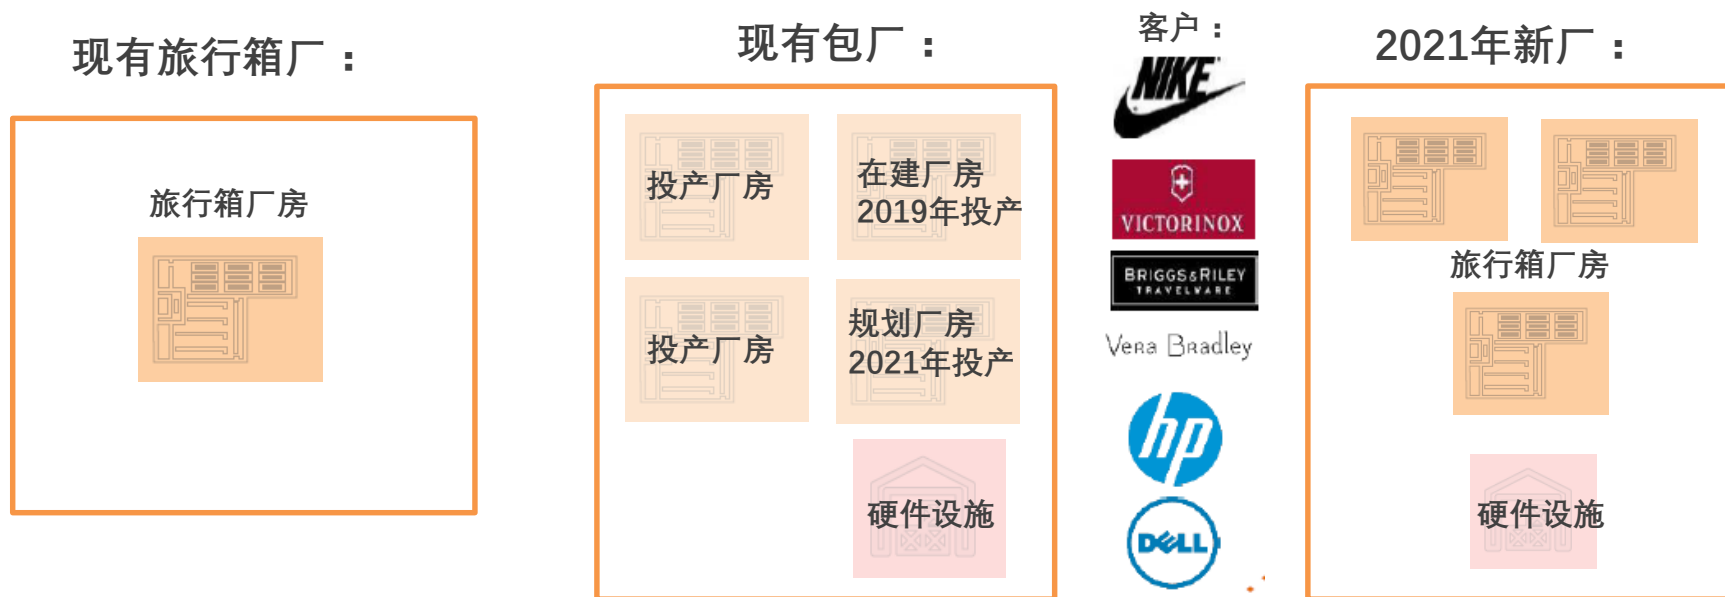 现有旅行箱厂：
旅行箱厂房
现有包厂：
投产厂房
在建厂房
2019年投产
投产厂房
规划厂房
2021年投产
硬件设施
客户：
NIKE
VICTORINOX
BRIGGS&RILEY
TRAVELWARE
Vera Bradley
hp
DELL
2021年新厂：
旅行箱厂房
硬件设施